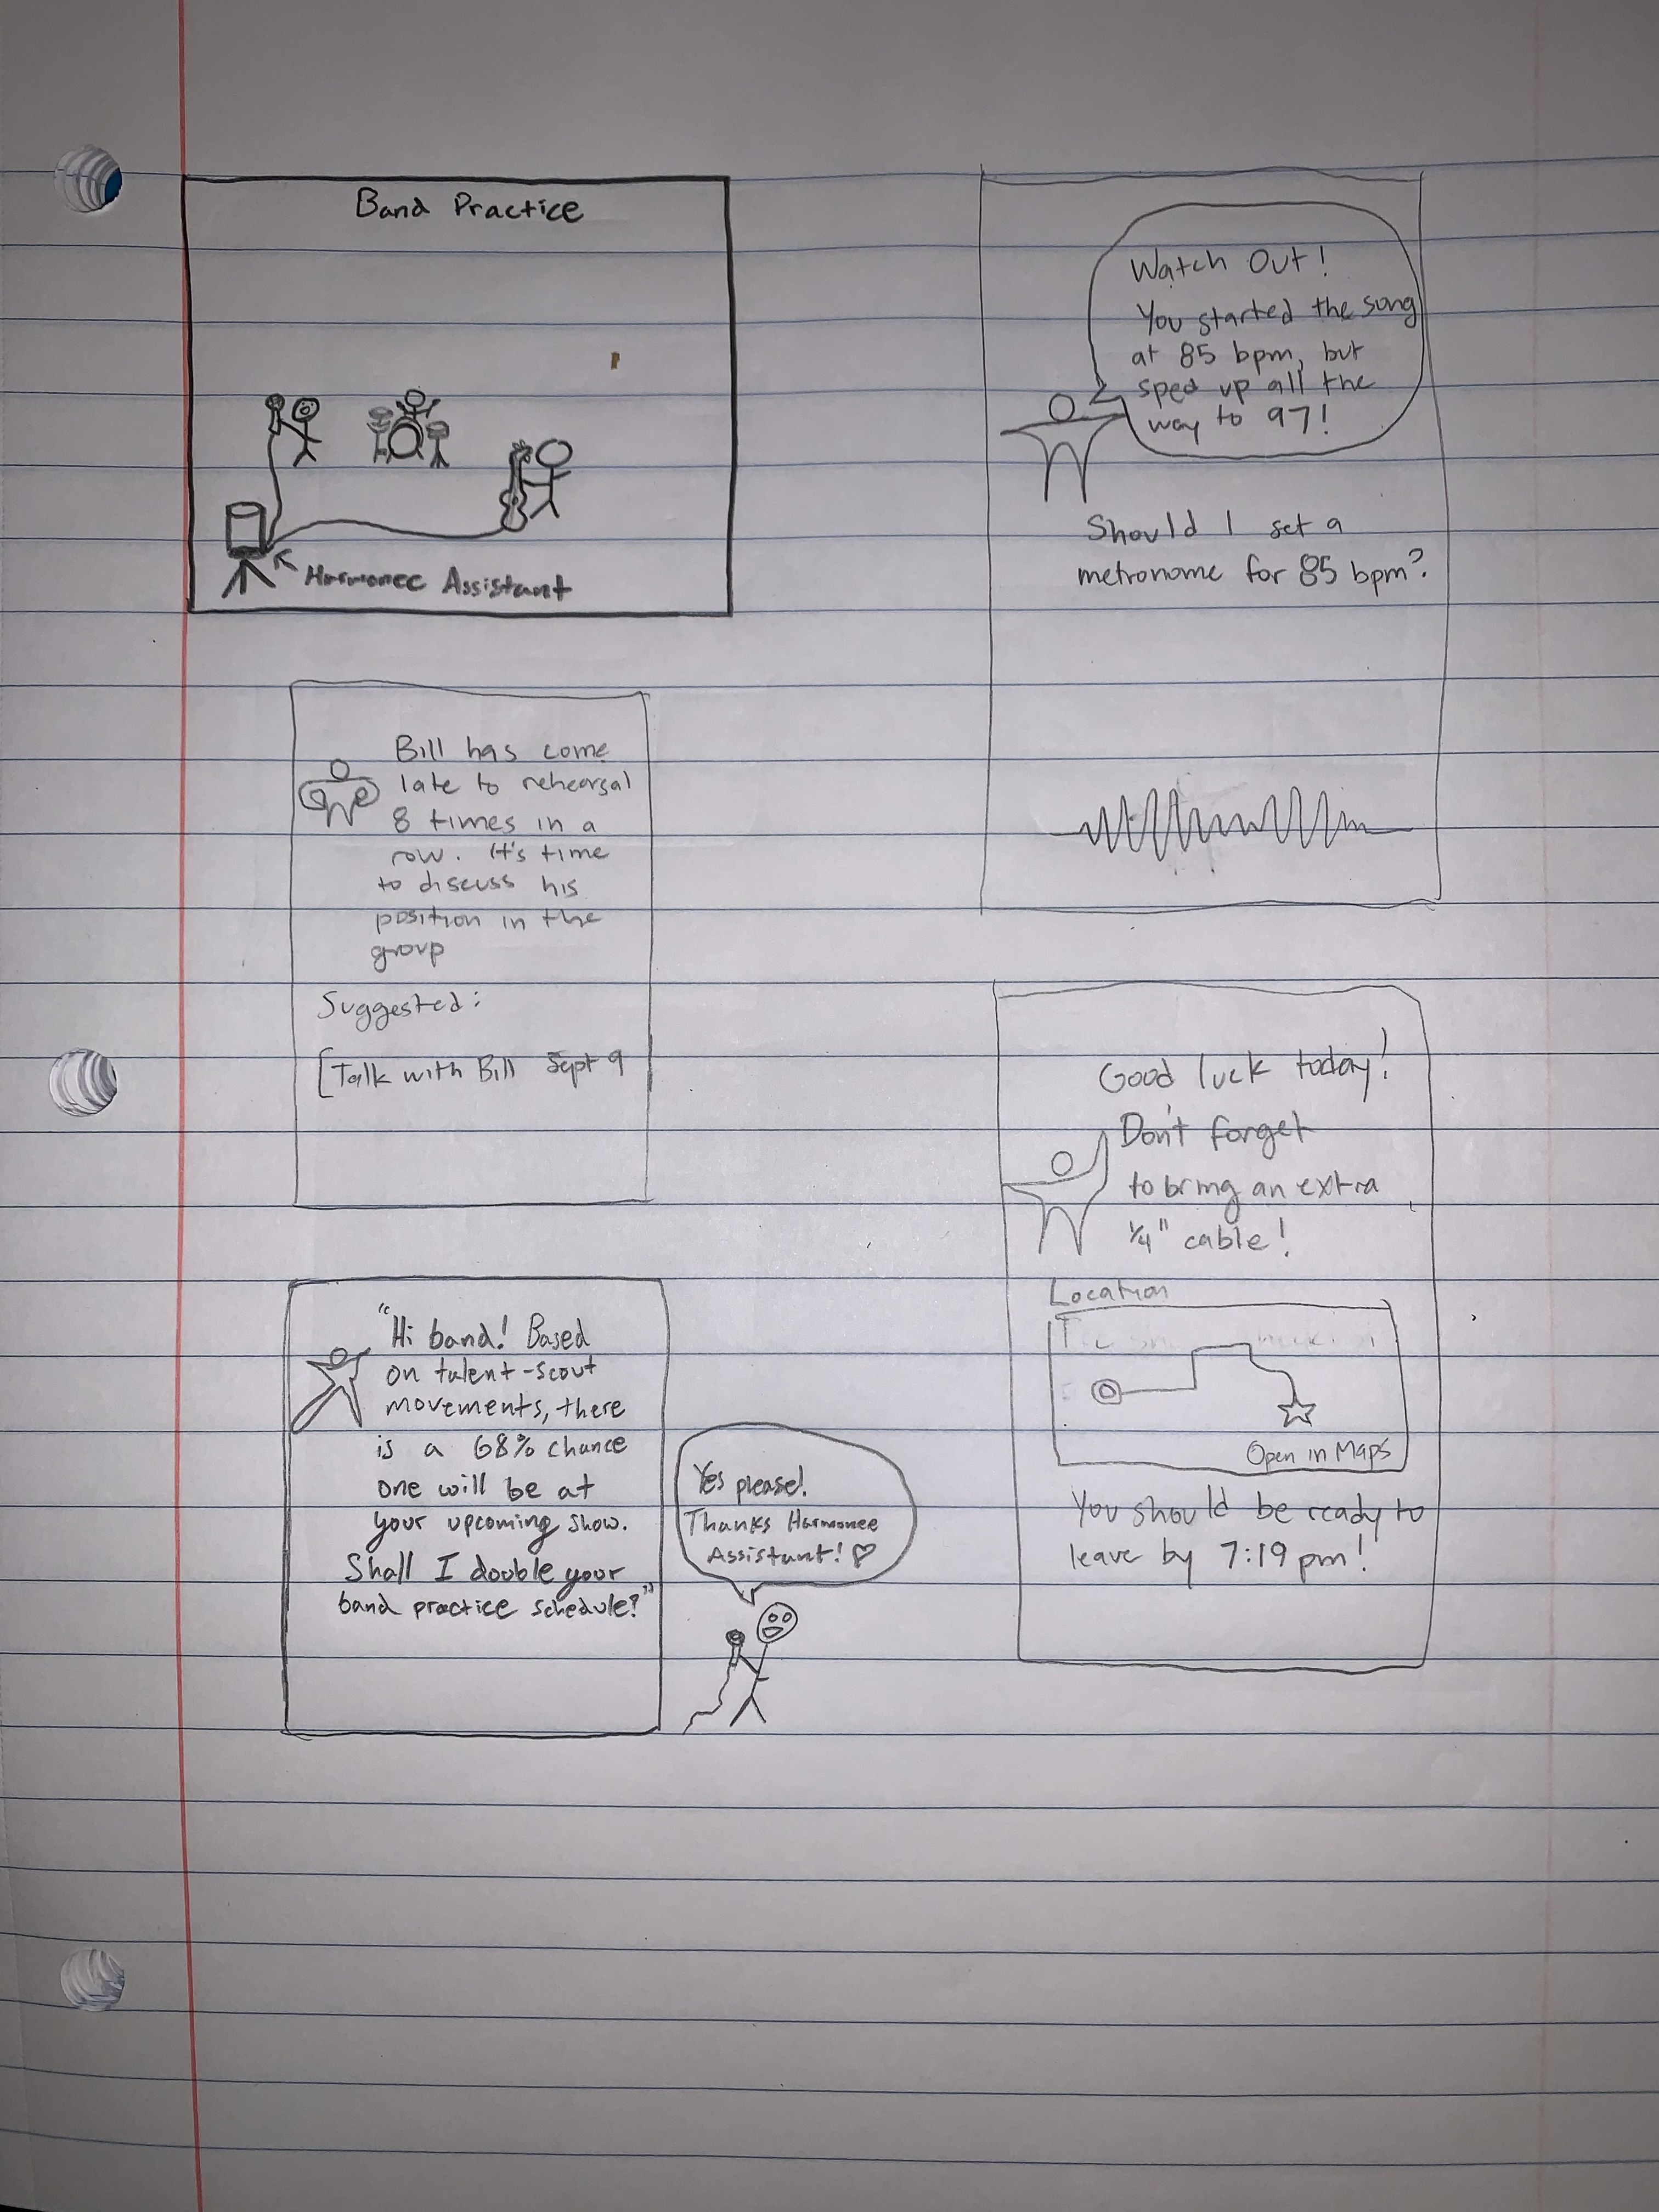 Band Practice
Harmonee Assistant
Watch Out!
You started the song
at 85 bpm, but
sped up all the
way to 97!
Should I set a
metronome for 85 bpm?
Bill has come
late to rehearsal
8 times in a
row. It's time
to discuss his
position in the
group
Suggested:
[Talk with Bill Sept 9
Good luck today!
Don't forget
to bring an extra
1/4" cable!
Location
Open in Maps
You should be ready to
leave by 7:19 pm!
"Hi band! Based
on talent-scout
movements, there
is a 68% chance
one will be at
your upcoming show.
Shall I double your
band practice schedule?"
Yes please!
Thanks Harmonee
Assistant! ♡